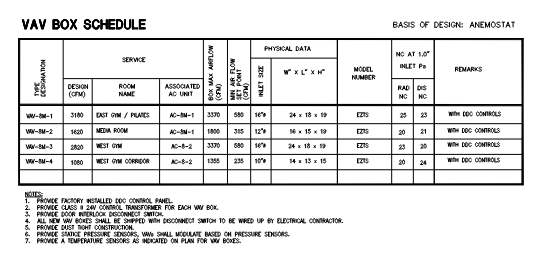 VAV BOX SCHEDULE
BASIS OF DESIGN: ANEMOSTAT
TYPE DESIGNATION
SERVICE
DESIGN (CFM)
ROOM NAME
ASSOCIATED AC UNIT
BOX MAX AIRFLOW (CFM)
MIN AIR FLOW SET POINT (CFM)
PHYSICAL DATA
INLET SIZE
W" X L" X H"
MODEL NUMBER
NC AT 1.0" INLET Pa
RAD NC
DIS NC
REMARKS
VAV-8M-1 3180 EAST GYM / PILATES AC-8M-1 3370 580 16"ø 24 x 18 x 19 EZTS 25 23 WITH DDC CONTROLS
VAV-8M-2 1620 MEDIA ROOM AC-8M-1 1800 315 12"ø 16 x 15 x 19 EZTS 20 21 WITH DDC CONTROLS
VAV-8M-3 2820 WEST GYM AC-8-2 3370 580 16"ø 24 x 18 x 19 EZTS 23 20 WITH DDC CONTROLS
VAV-8M-4 1080 WEST GYM CORRIDOR AC-8-2 1355 235 10"ø 14 x 13 x 15 EZTS 20 24 WITH DDC CONTROLS
NOTES:
1. PROVIDE FACTORY INSTALLED DDC CONTROL PANEL.
2. PROVIDE CLASS II 24V CONTROL TRANSFORMER FOR EACH VAV BOX.
3. PROVIDE DOOR INTERLOCK DISCONNECT SWITCH.
4. ALL NEW VAV BOXES SHALL BE SHIPPED WITH DISCONNECT SWITCH TO BE WIRED UP BY ELECTRICAL CONTRACTOR.
5. PROVIDE DUST TIGHT CONSTRUCTION.
6. PROVIDE STATICE PRESSURE SENSORS, VAVs SHALL MODULATE BASED ON PRESSURE SENSORS.
7. PROVIDE A TEMPERATURE SENSORS AS INDICATED ON PLAN FOR VAV BOXES.